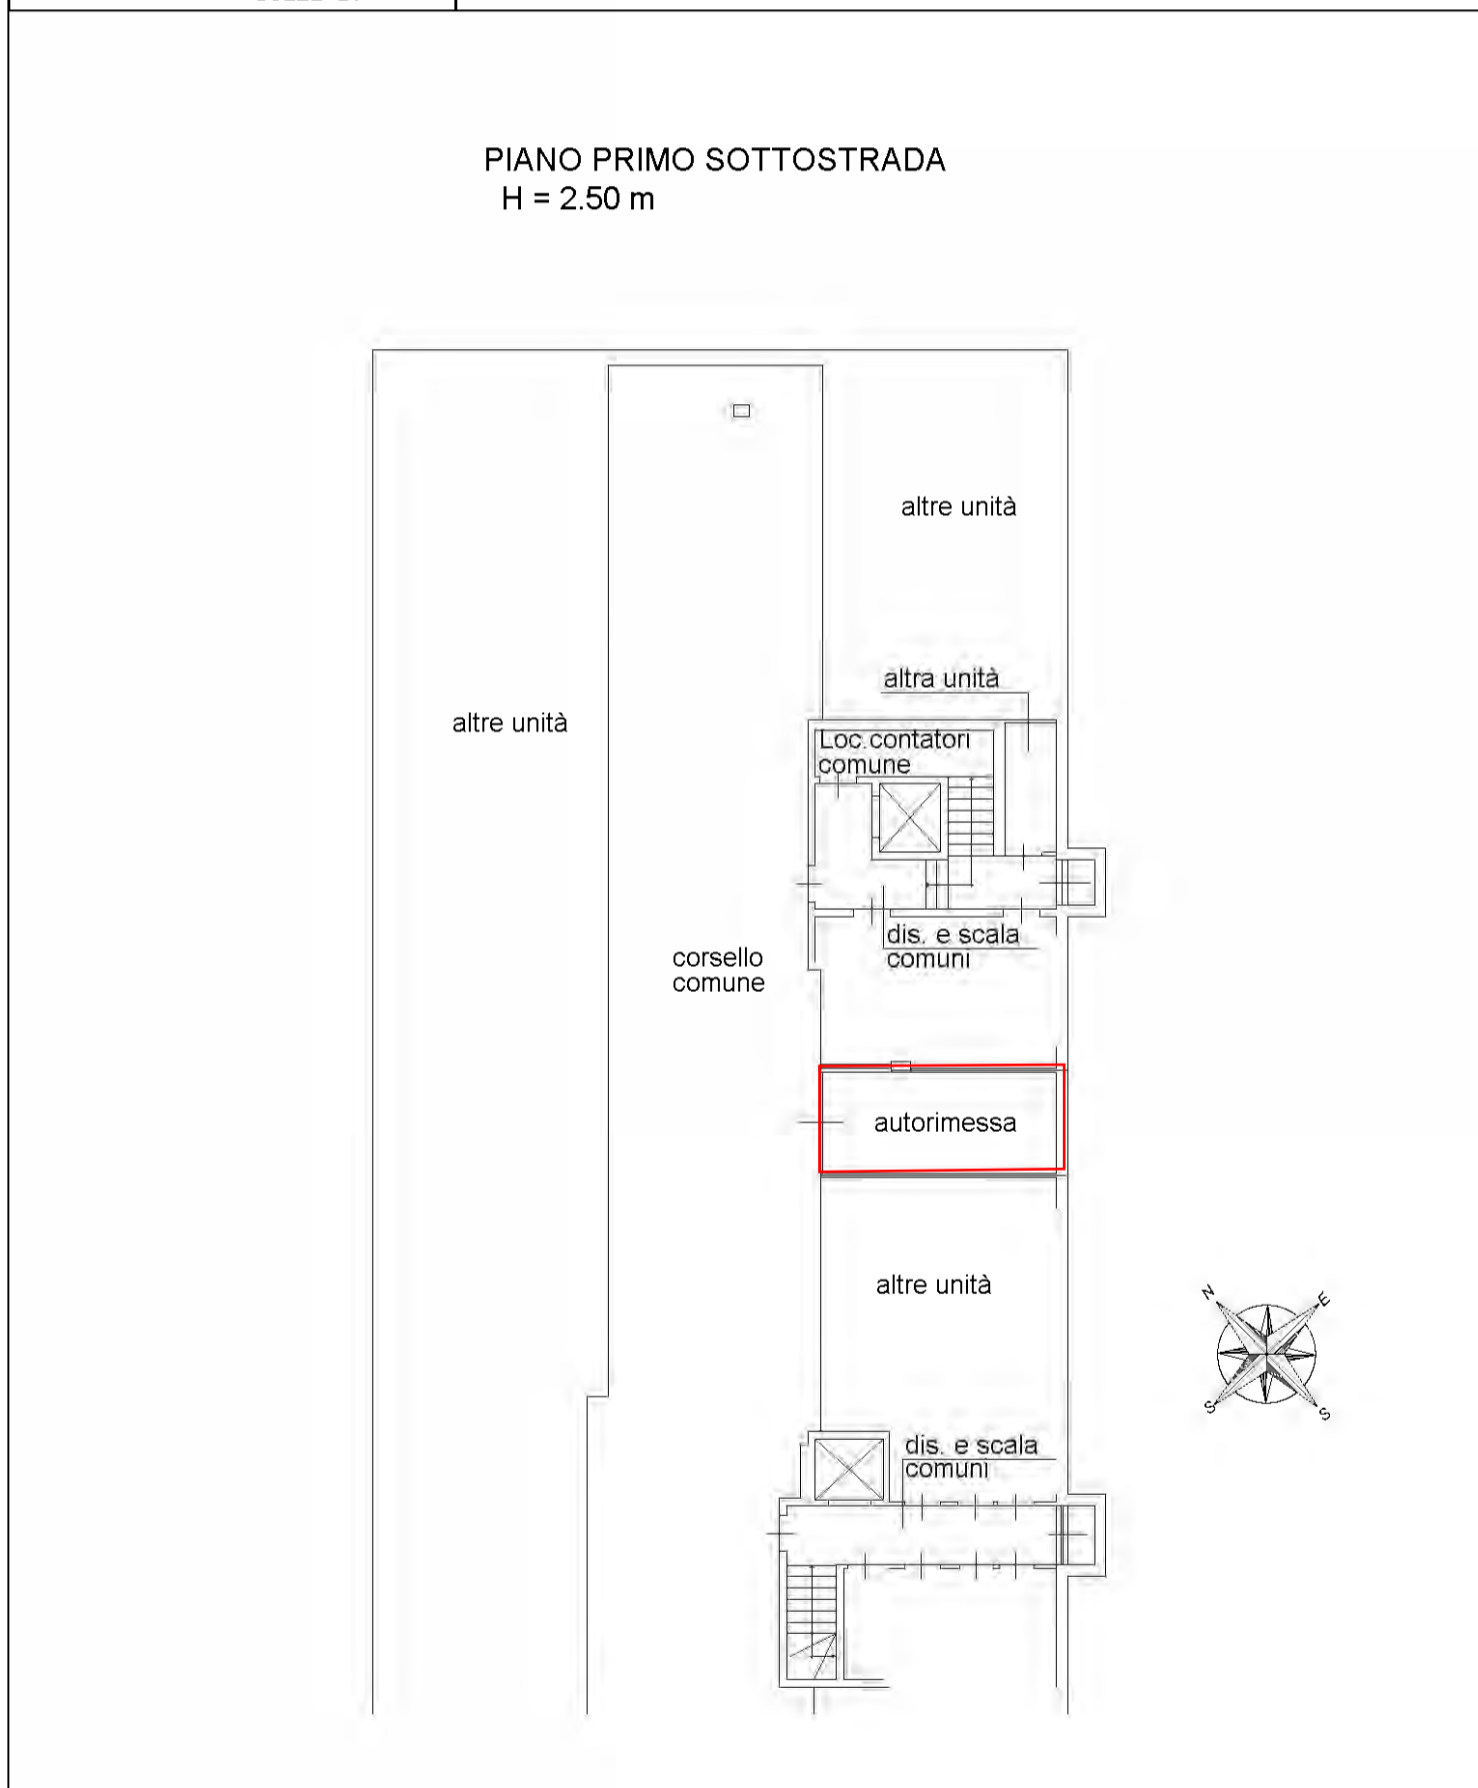 PIANO PRIMO SOTTOSTRADA
H = 2.50 m
altre unità
altra unità
altre unità
Loc.contatori
comune
dis. e scala
comuni
corsello
comune
autorimessa
altre unità
N
E
S
S
dis. e scala
comuni